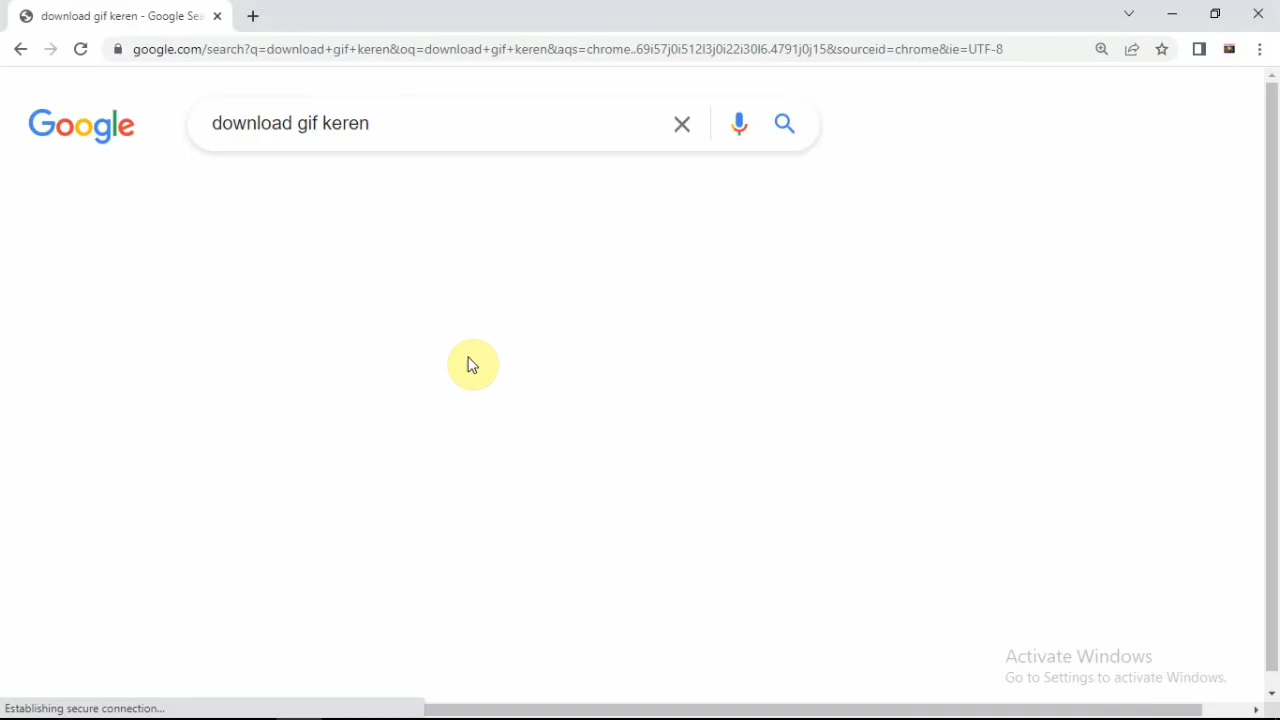 download gif keren - Google Sea
google.com/search?q=download+gif+keren&oq=download+gif+keren&aqs=chrome..69i57j0i512l3j0i22i30l6.4791j0j15&sourceid=chrome&ie=UTF-8
Google
download gif keren
Activate Windows
Go to Settings to activate Windows.
Establishing secure connection...